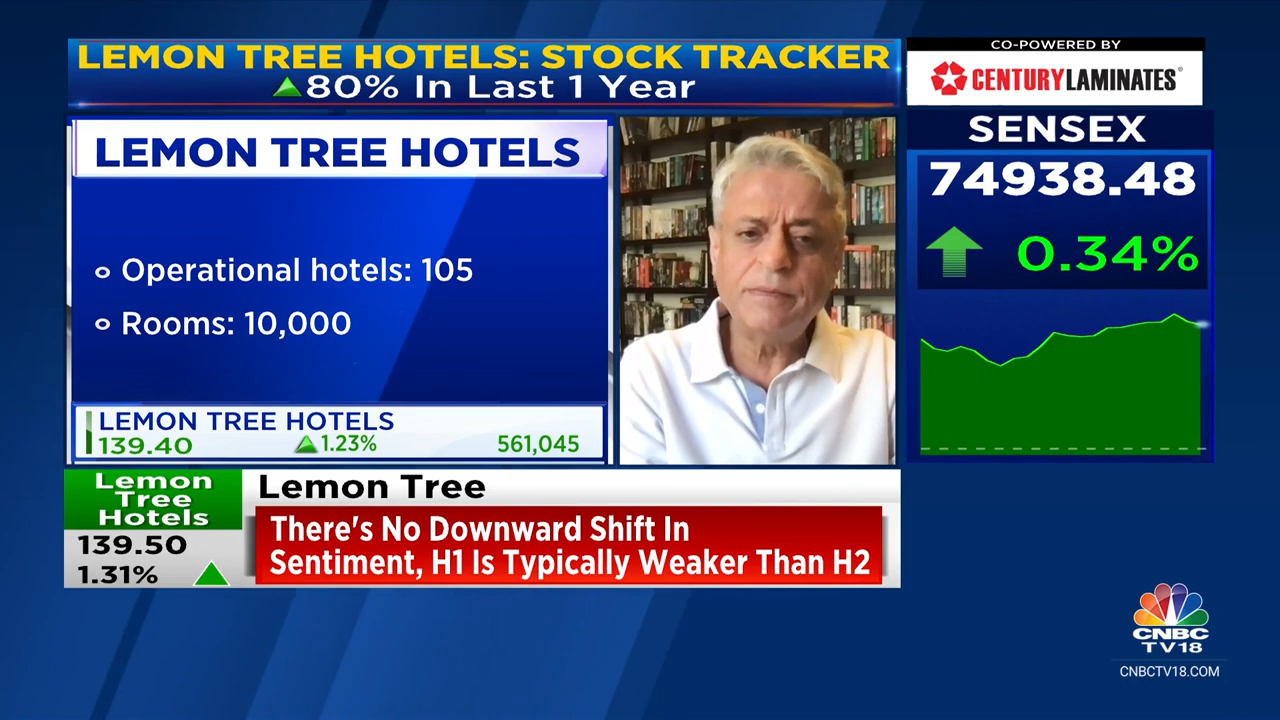 LEMON TREE HOTELS: STOCK TRACKER
80% In Last 1 Year
CO-POWERED BY
CENTURYLAMINATES®
SENSEX
74938.48
0.34%
LEMON TREE HOTELS
Operational hotels: 105
Rooms: 10,000
LEMON TREE HOTELS
139.40
1.23%
561,045
Lemon
Tree
Hotels
139.50
1.31%
Lemon Tree
There's No Downward Shift In
Sentiment, H1 Is Typically Weaker Than H2
CNBC
TV18
CNBCTV18.COM